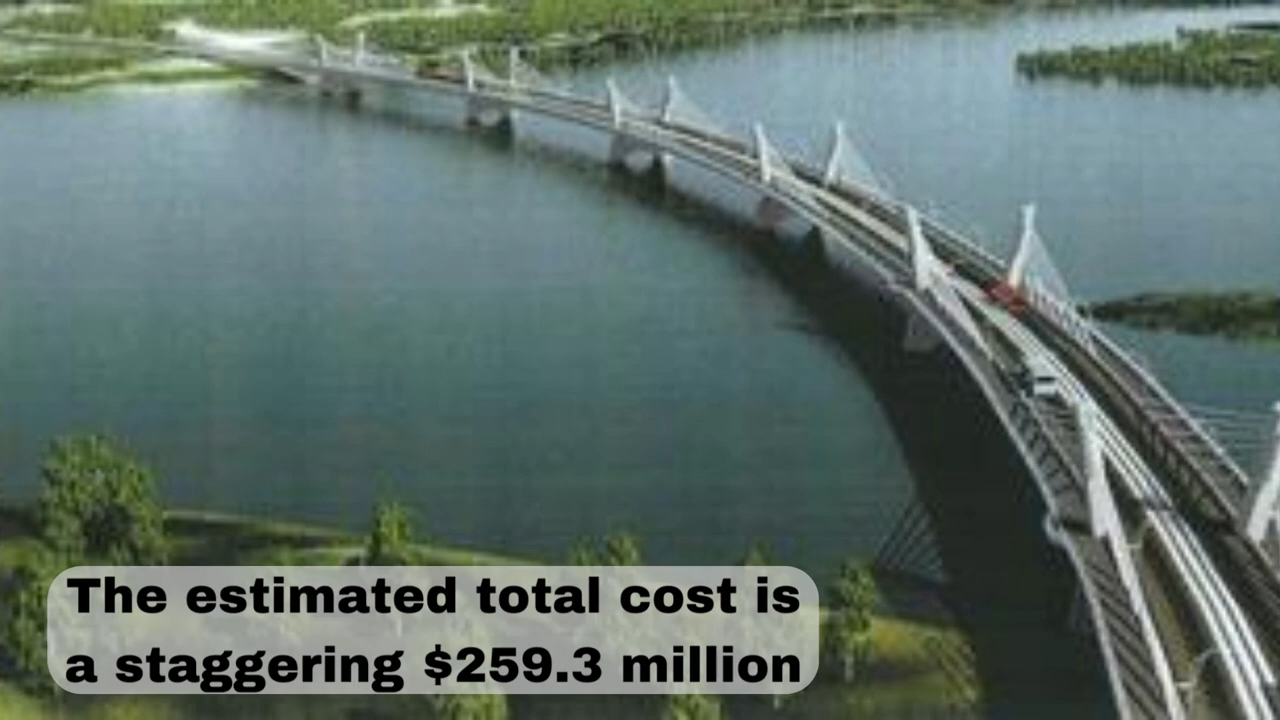 The estimated total cost is
a staggering $259.3 million